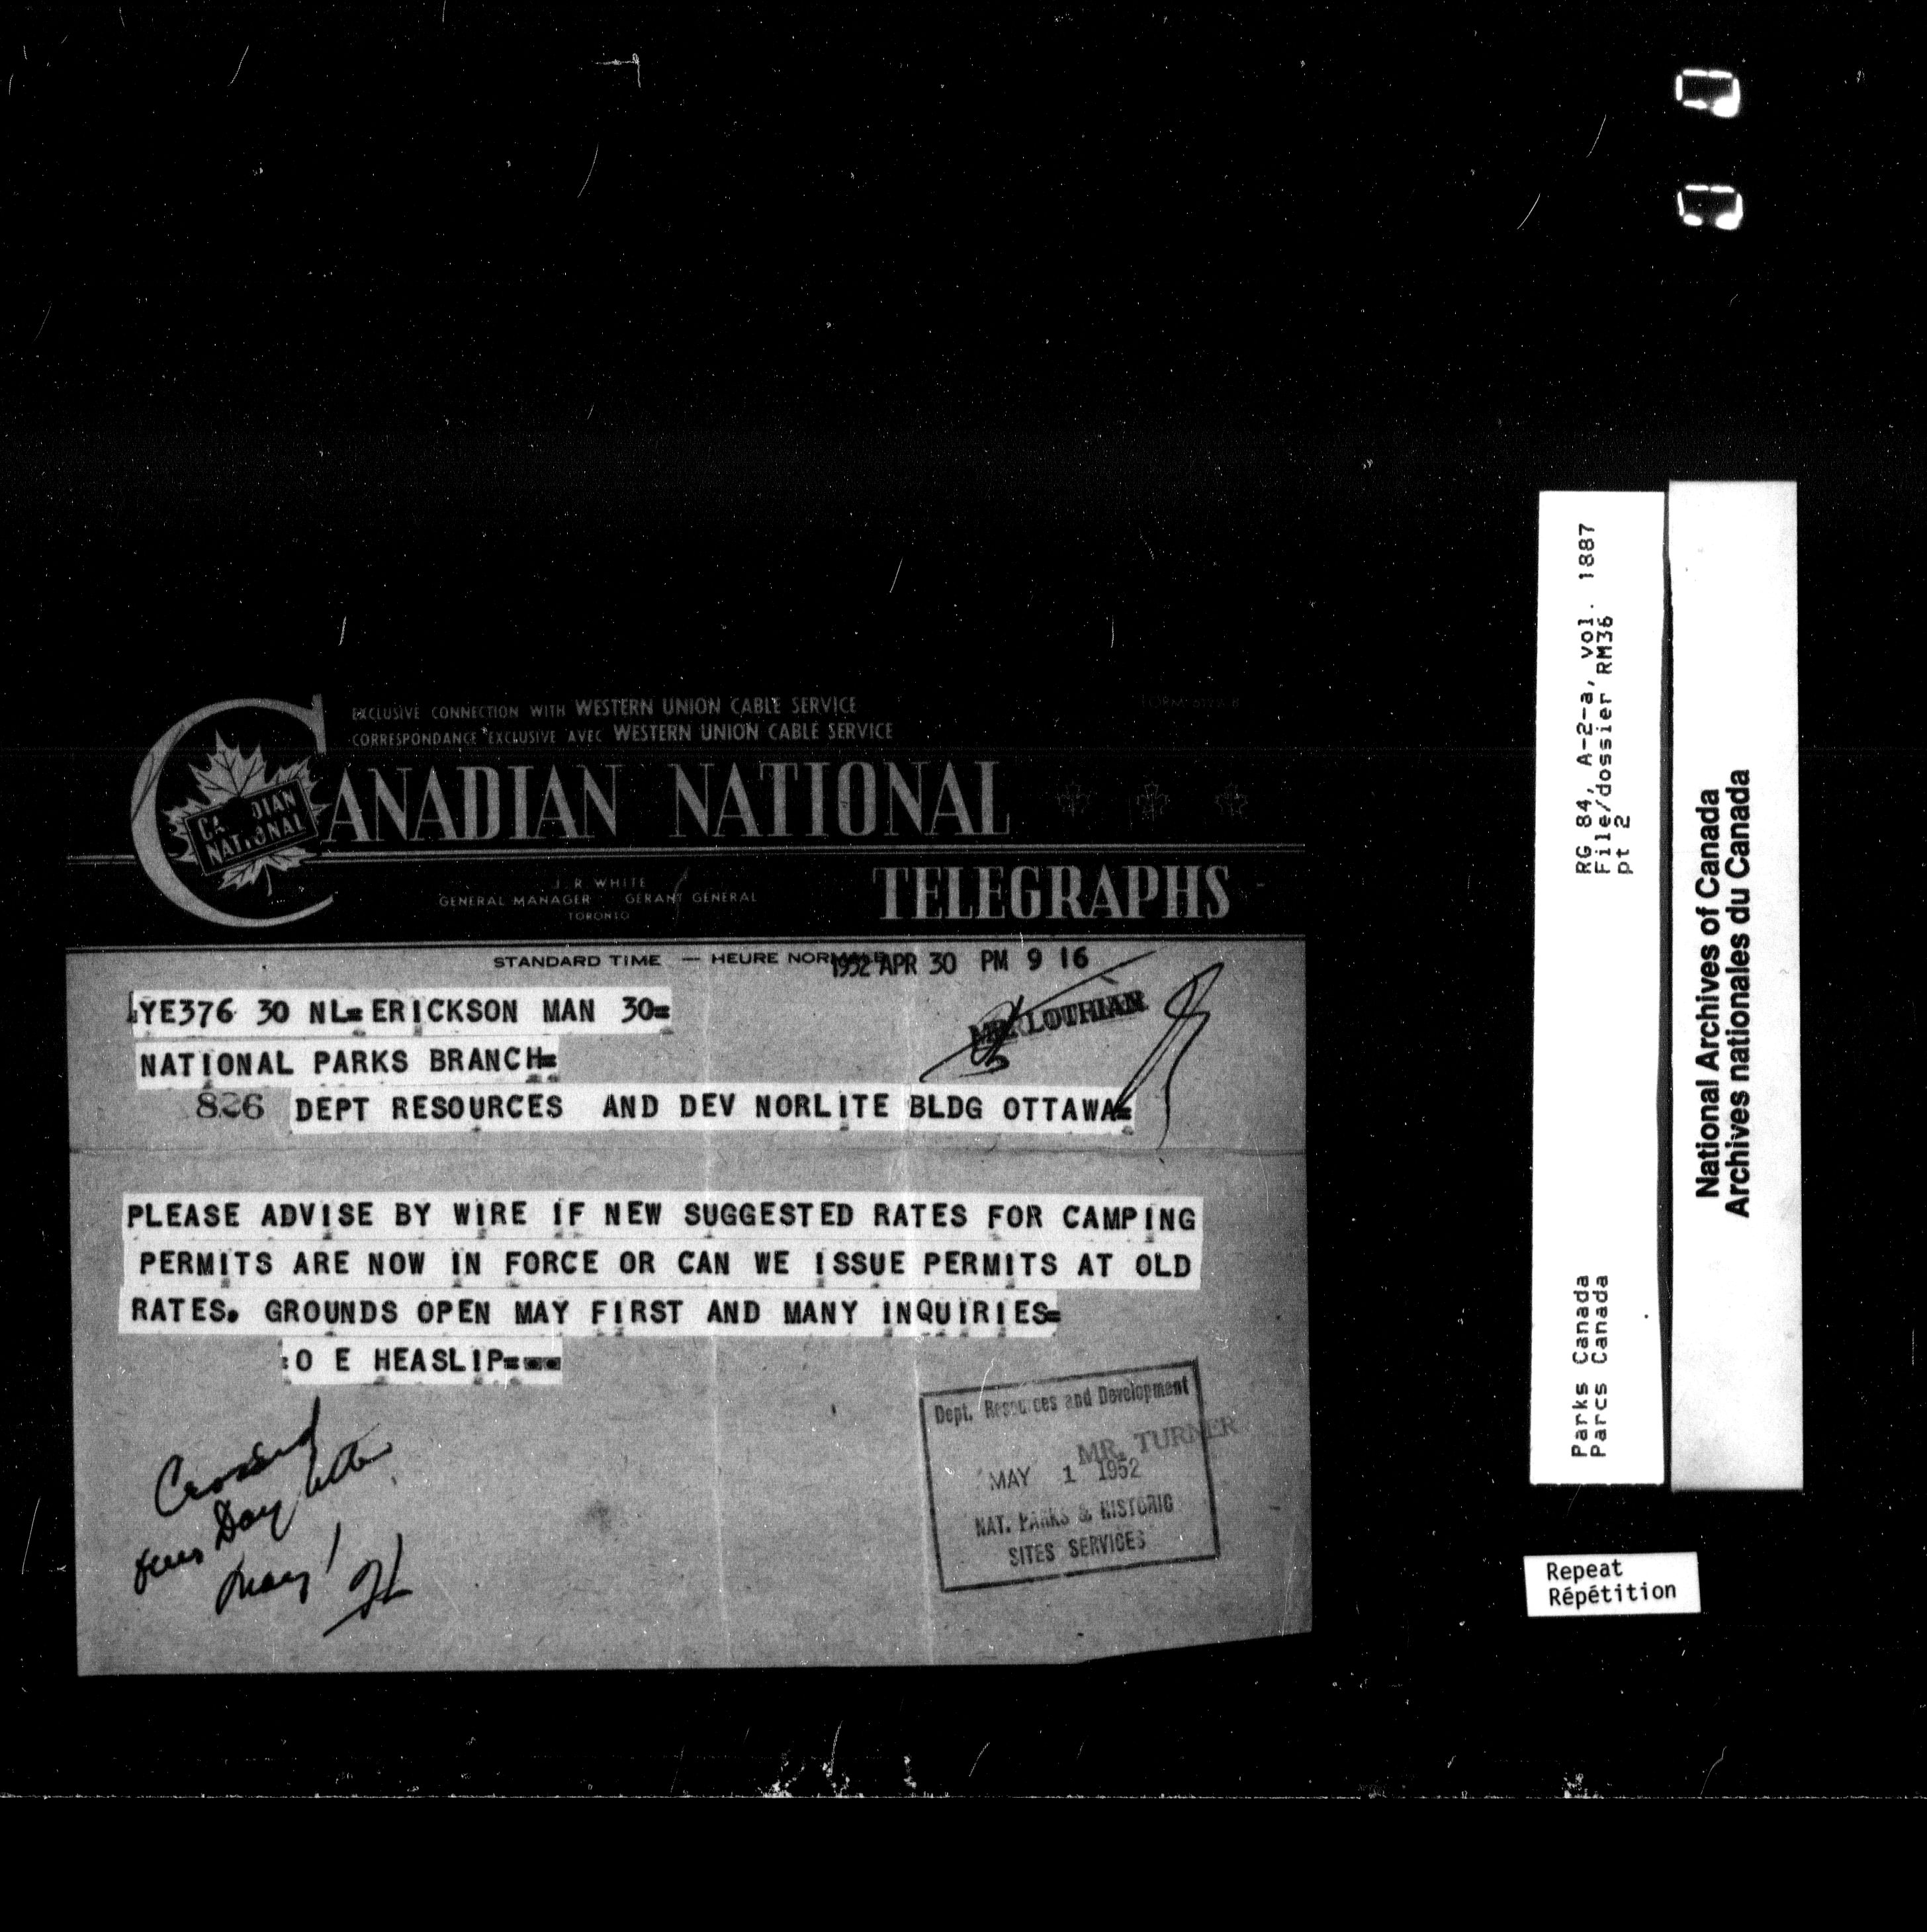 EXCLUSIVE CONNECTION WITH WESTERN UNION CABLE SERVICE
CORRESPONDANCE EXCLUSIVE AVEC WESTERN UNION CABLE SERVICE
CANADIAN NATIONAL
TELEGRAPHS
J. R. WHITE
GENERAL MANAGER GÉRANT GÉNÉRAL
TORONTO
STANDARD TIME — HEURE NORMALE
1952 APR 30 PM 9 16
YE376 30 NL=ERICKSON MAN 30=
MR. LOTHIAN
NATIONAL PARKS BRANCH=
826 DEPT RESOURCES AND DEV NORLITE BLDG OTTAWA=
PLEASE ADVISE BY WIRE IF NEW SUGGESTED RATES FOR CAMPING
PERMITS ARE NOW IN FORCE OR CAN WE ISSUE PERMITS AT OLD
RATES. GROUNDS OPEN MAY FIRST AND MANY INQUIRIES=
:O E HEASLIP=
Crossed
Day letter
May 1
Dept. Resources and Development
MR. TURNER
MAY 1 1952
NAT. PARKS & HISTORIC
SITES SERVICES
RG 84, A-2-a, vol. 1887
File/dossier RM36
pt 2
Parks Canada
Parcs Canada
National Archives of Canada
Archives nationales du Canada
Repeat
Répétition